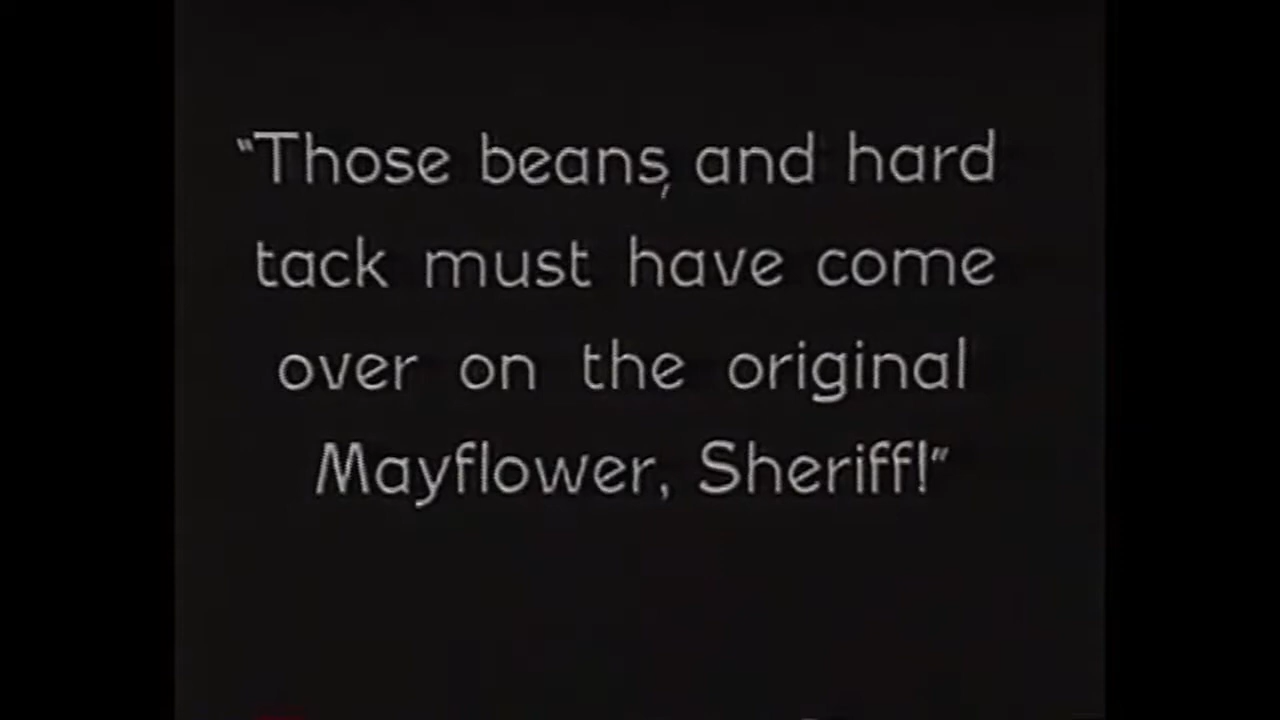 “Those beans, and hard
tack must have come
over on the original
Mayflower, Sheriff!”